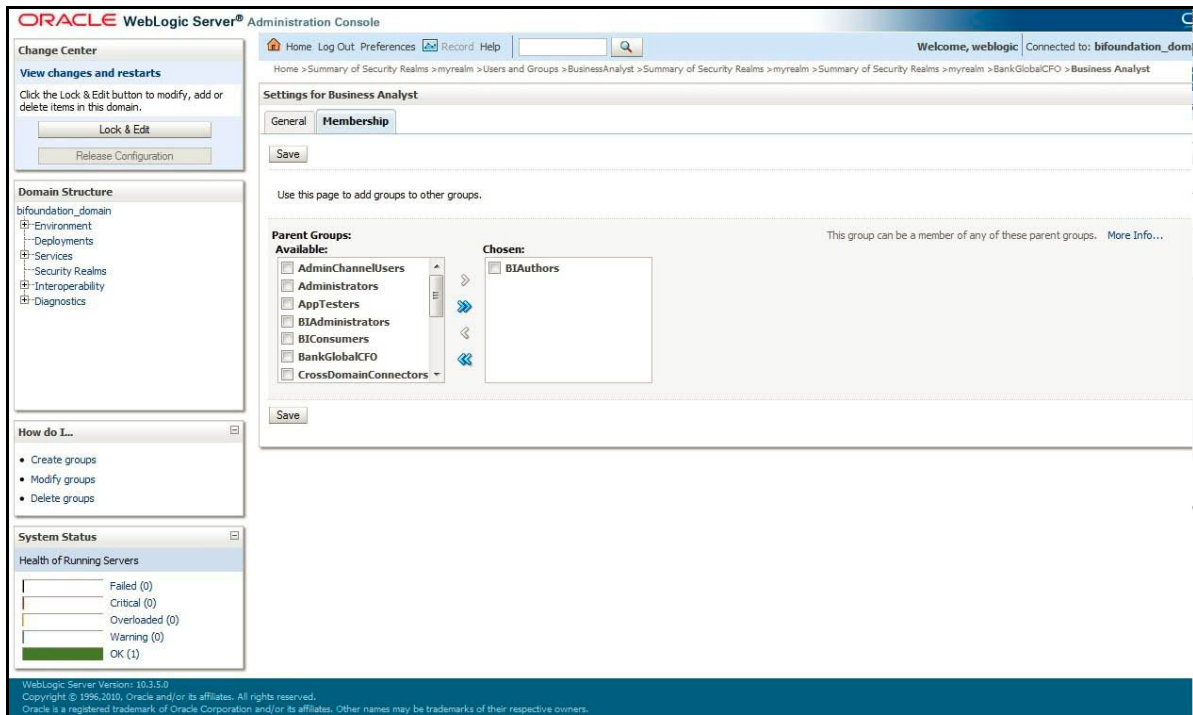 ORACLE WebLogic Server® Administration Console
Change Center
View changes and restarts
Click the Lock & Edit button to modify, add or
delete items in this domain.
Lock & Edit
Release Configuration
Domain Structure
bifoundation_domain
Environment
Deployments
Services
Security Realms
Interoperability
Diagnostics
How do I...
Create groups
Modify groups
Delete groups
System Status
Health of Running Servers
Failed (0)
Critical (0)
Overloaded (0)
Warning (0)
OK (1)
Home Log Out Preferences Record Help
Welcome, weblogic Connected to: bifoundation_dom
Home >Summary of Security Realms >myrealm >Users and Groups >BusinessAnalyst >Summary of Security Realms >myrealm >Summary of Security Realms >myrealm >BankGlobalCFO >Business Analyst
Settings for Business Analyst
General Membership
Save
Use this page to add groups to other groups.
Parent Groups:
Available:
AdminChannelUsers
Administrators
AppTesters
BIAdministrators
BIConsumers
BankGlobalCFO
CrossDomainConnectors
Chosen:
BIAuthors
This group can be a member of any of these parent groups. More Info...
Save
WebLogic Server Version: 10.3.5.0
Copyright © 1996,2010, Oracle and/or its affiliates. All rights reserved.
Oracle is a registered trademark of Oracle Corporation and/or its affiliates. Other names may be trademarks of their respective owners.